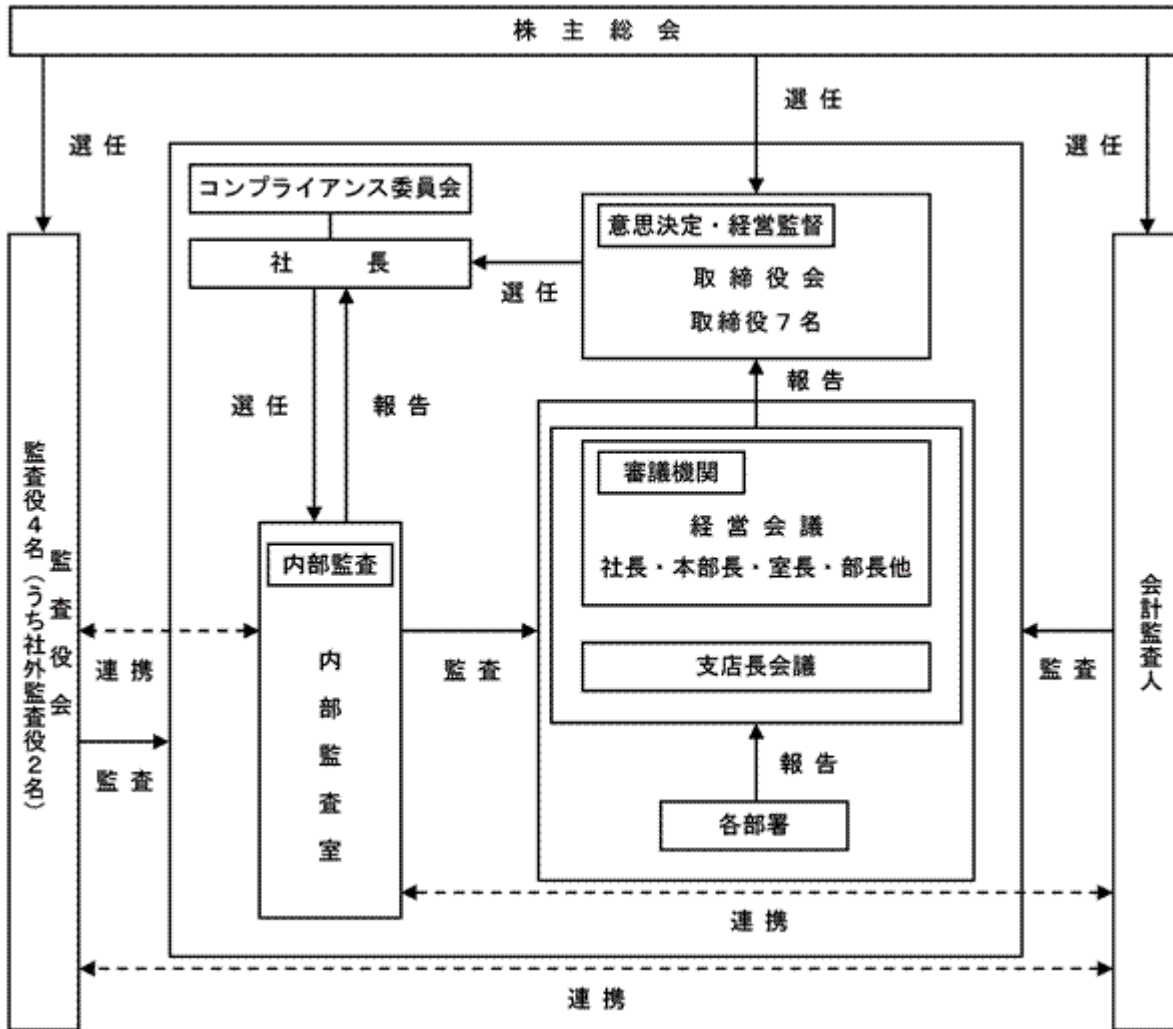 株主総会
選任
選任
選任
コンプライアンス委員会
社長
選任
意思決定・経営監督
取締役会
取締役７名
報告
選任
報告
審議機関
経営会議
社長・本部長・室長・部長他
支店長会議
報告
各部署
内部監査
内部監査室
監査
監査役会
監査役４名（うち社外監査役２名）
連携
監査
会計監査人
監査
連携
連携